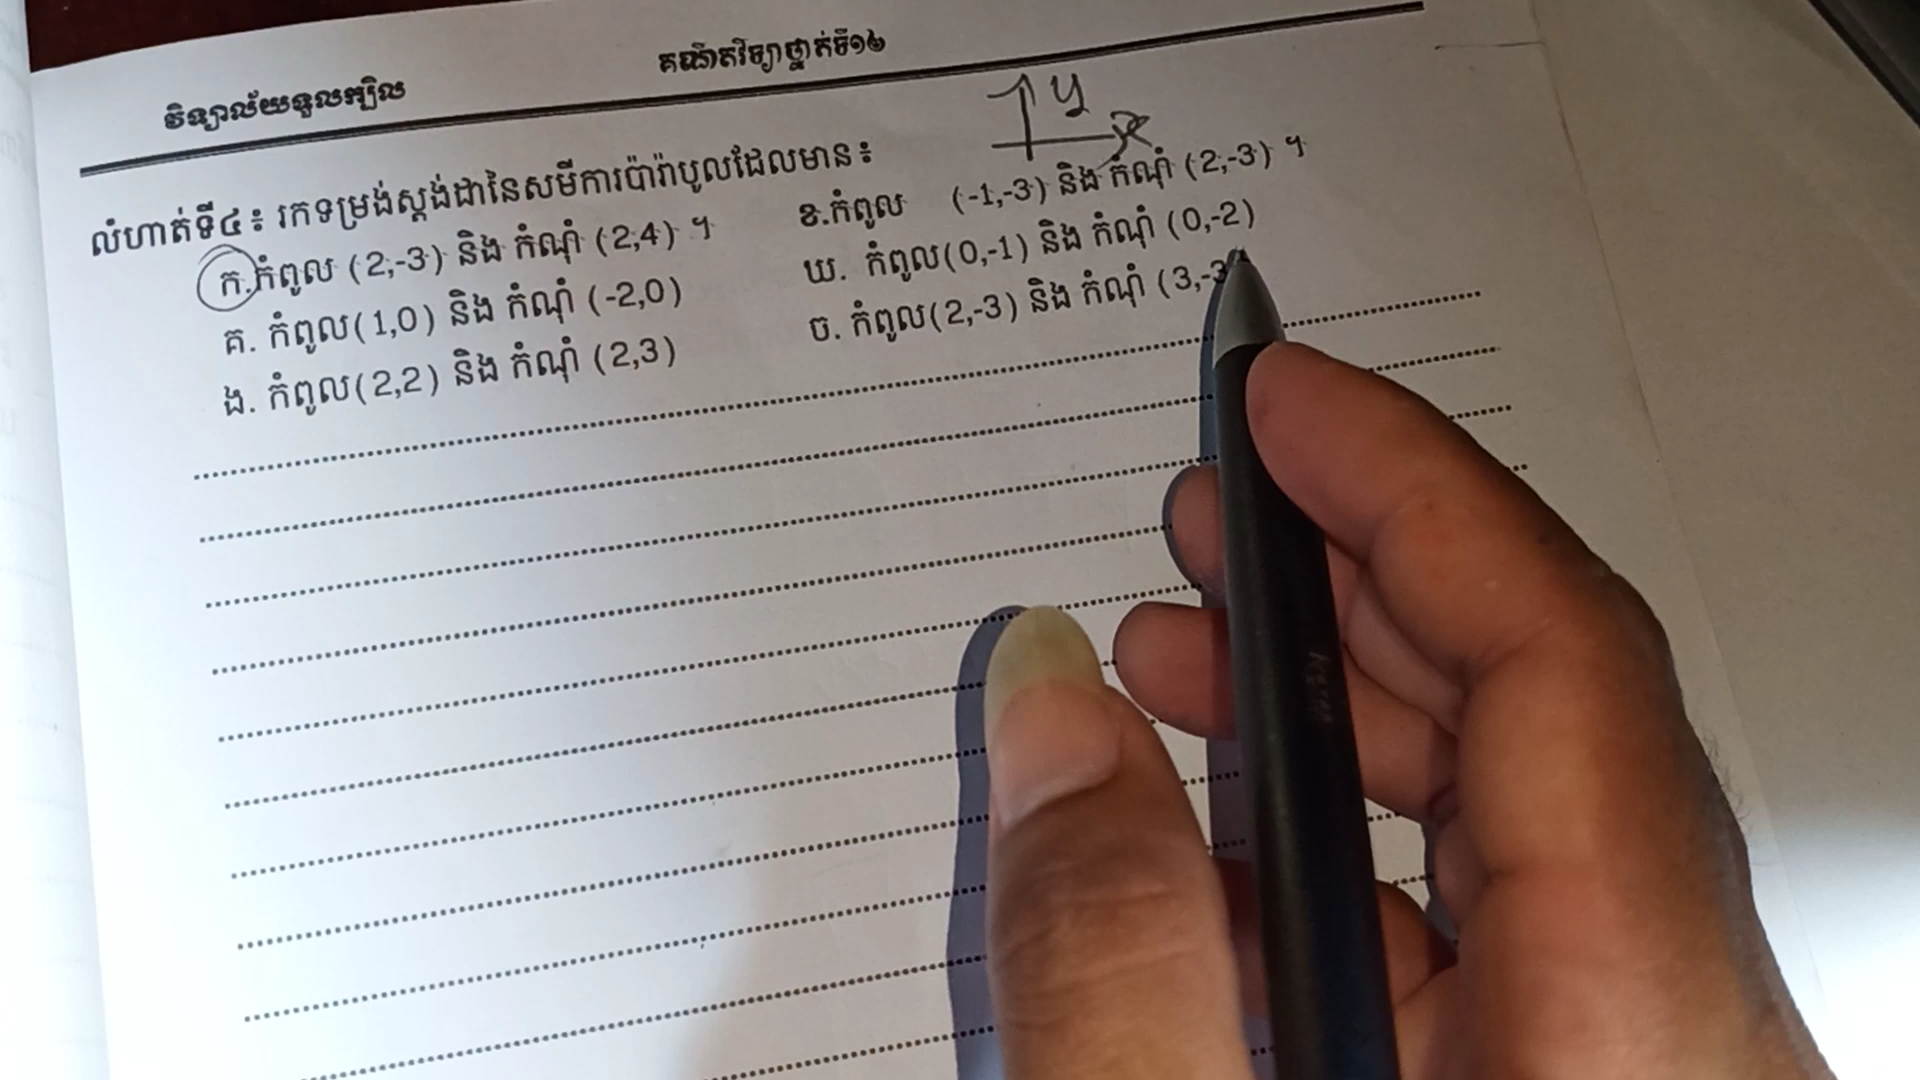 វិទ្យាល័យទួលក្បិល
គណិតវិទ្យាថ្នាក់ទី១២
y
x
លំហាត់ទី៤៖ រកទម្រង់ស្តង់ដានៃសមីការប៉ារ៉ាបូលដែលមាន៖
ក.កំពូល (2,-3) និង កំណុំ (2,4) ។ ខ.កំពូល (-1,-3) និង កំណុំ (2,-3) ។
គ. កំពូល(1,0) និង កំណុំ (-2,0) ឃ. កំពូល(0,-1) និង កំណុំ (0,-2)
ង. កំពូល(2,2) និង កំណុំ (2,3) ច. កំពូល(2,-3) និង កំណុំ (3,-3